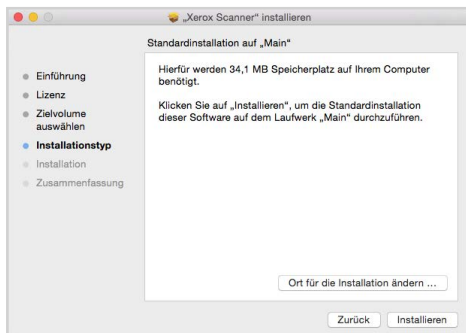 „Xerox Scanner“ installieren
Standardinstallation auf „Main“
Einführung
Lizenz
Zielvolume
auswählen
Installationstyp
Installation
Zusammenfassung
Hierfür werden 34,1 MB Speicherplatz auf Ihrem Computer
benötigt.
Klicken Sie auf „Installieren“, um die Standardinstallation
dieser Software auf dem Laufwerk „Main“ durchzuführen.
Ort für die Installation ändern ...
Zurück
Installieren